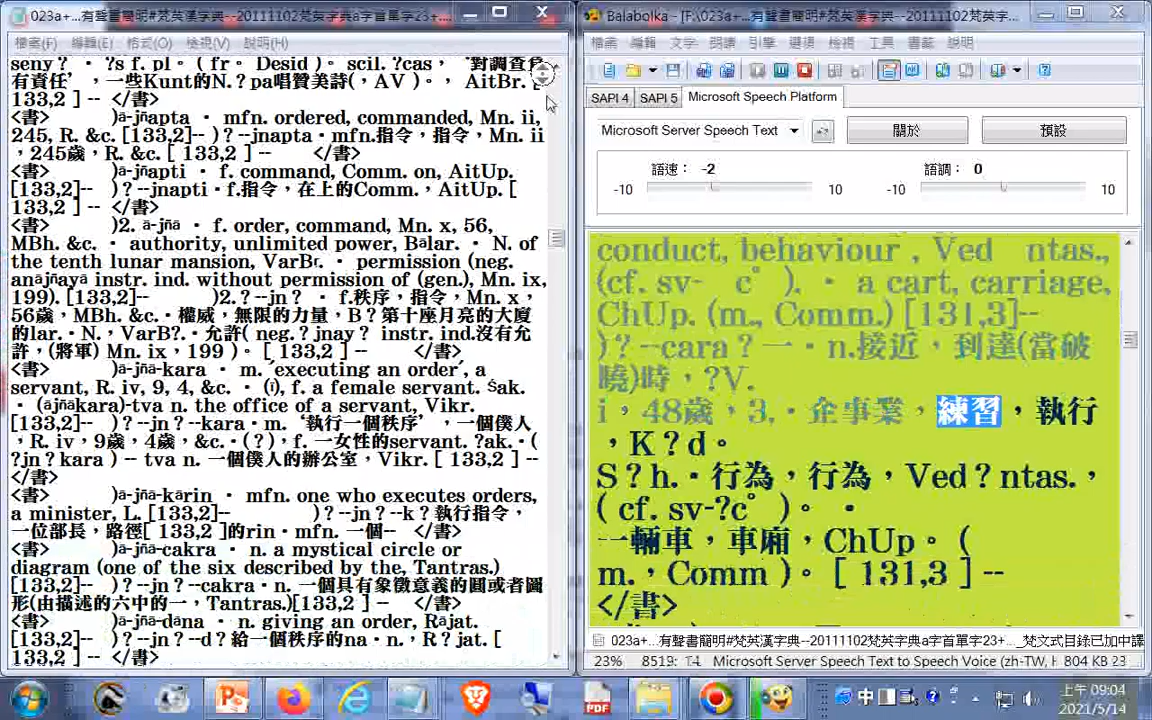 023a+...有聲書簡明#梵英漢字典--20111102梵英字典a字首單字23+...
檔案(F) 編輯(E) 格式(O) 檢視(V) 說明(H)
seny ? ‧ ?s f. pl. ( fr. Desid ). scil. ?cas, ‘對調查負
有責任’,一些Kunt的N. ? pa唱贊美詩(, AV )。, AitBr. [
133,2 ] -- </書>
<書> )ā-jñapta ‧ mfn. ordered, commanded, Mn. ii,
245, R. &c. [133,2]-- )? --jnapta ‧ mfn.指令,指令,Mn. ii
,245歲,R. &c. [ 133,2 ] -- </書>
<書> )ā-jñapti ‧ f. command, Comm. on, AitUp.
[133,2]-- )? --jnapti ‧ f.指令,在上的Comm.,AitUp. [
133,2 ] -- </書>
<書> )2. ā-jñā ‧ f. order, command, Mn. x, 56,
MBh. &c. ‧ authority, unlimited power, Bālar. ‧ N. of
the tenth lunar mansion, VarBṛ. ‧ permission (neg.
anājñayā instr. ind. without permission of (gen.), Mn. ix,
199). [133,2]-- )2.?--jn? ‧ f.秩序,指令,Mn. x,
56歲,MBh. &c.‧權威,無限的力量,B?第十座月亮的大廈
的lar.‧N.,VarB?.‧允許( neg. ?jnay? instr. ind.沒有允
許,(將軍) Mn. ix,199 )。[ 133,2 ] -- </書>
<書> )ā-jñā-kara ‧ m. 'executing an order', a
servant, R. iv, 9, 4, &c. ‧ (ī), f. a female servant. Śak.
‧ (ājñākara)-tva n. the office of a servant, Vikr.
[133,2]-- )?--jn?--kara ‧ m. ‘執行一個秩序’,一個僕人
,R. iv,9歲,4歲,&c.‧( ? ),f. 一女性的servant. ?ak.‧(
?jn?kara ) -- tva n. 一個僕人的辦公室,Vikr. [ 133,2 ] --
</書>
<書> )ā-jñā-kārin ‧ mfn. one who executes orders,
a minister, L. [133,2]-- )?--jn?--k?執行指令,
一位部長,路徑[ 133,2 ]的rin‧mfn. 一個-- </書>
<書> )ā-jñā-cakra ‧ n. a mystical circle or
diagram (one of the six described by the, Tantras.)
[133,2]-- )?--jn?--cakra‧n. 一個具有象徵意義的圓或者圖
形(由描述的六中的一,Tantras.)[133,2 ] -- </書>
<書> )ā-jñā-dāna ‧ n. giving an order, Rājat.
[133,2]-- )?--jn?--d?給一個秩序的na‧n.,R?jat. [
133,2 ] -- </書>
Balabolka - [F:\023a+...有聲書簡明#梵英漢字典--20111102梵英字...
檔案 編輯 文字 朗讀 引擎 選項 檢視 工具 書籤 說明
SAPI 4 SAPI 5 Microsoft Speech Platform
Microsoft Server Speech Text 關於 預設
語速: -2 語調: 0
-10 10 -10 10
conduct, behaviour , Ved ntas.,
(cf. sv- c˚ ). ‧ a cart, carriage,
ChUp. (m., Comm.) [131,3]--
)? --cara ? 一‧n.接近,到達(當破
曉)時,?V.
i,48歲,3,‧企事業,練習,執行
,K ? d。
S ? h.‧行為,行為,Ved ? ntas.,
( cf. sv-?c˚ )。 ‧
一輛車,車廂,ChUp。(
m.,Comm )。[ 131,3 ] --
</書>
023a+...有聲書簡明#梵英漢字典--20111102梵英字典a字首單字23+..._梵文式目錄已加中譯
23% 8519: T4 Microsoft Server Speech Text to Speech Voice (zh-TW, H 804 KB 23
中
上午 09:04
2021/5/14